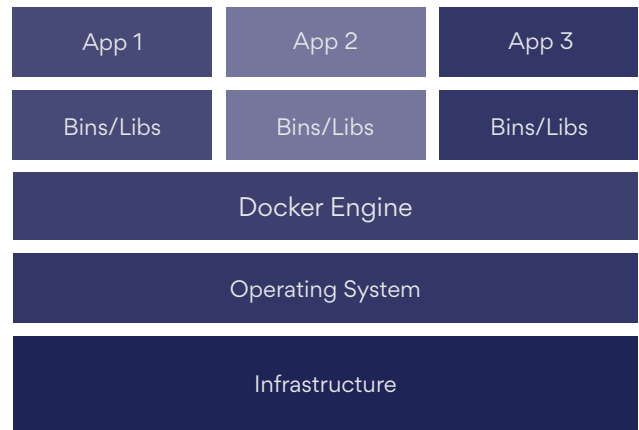 App 1
App 2
App 3
Bins/Libs
Bins/Libs
Bins/Libs
Docker Engine
Operating System
Infrastructure